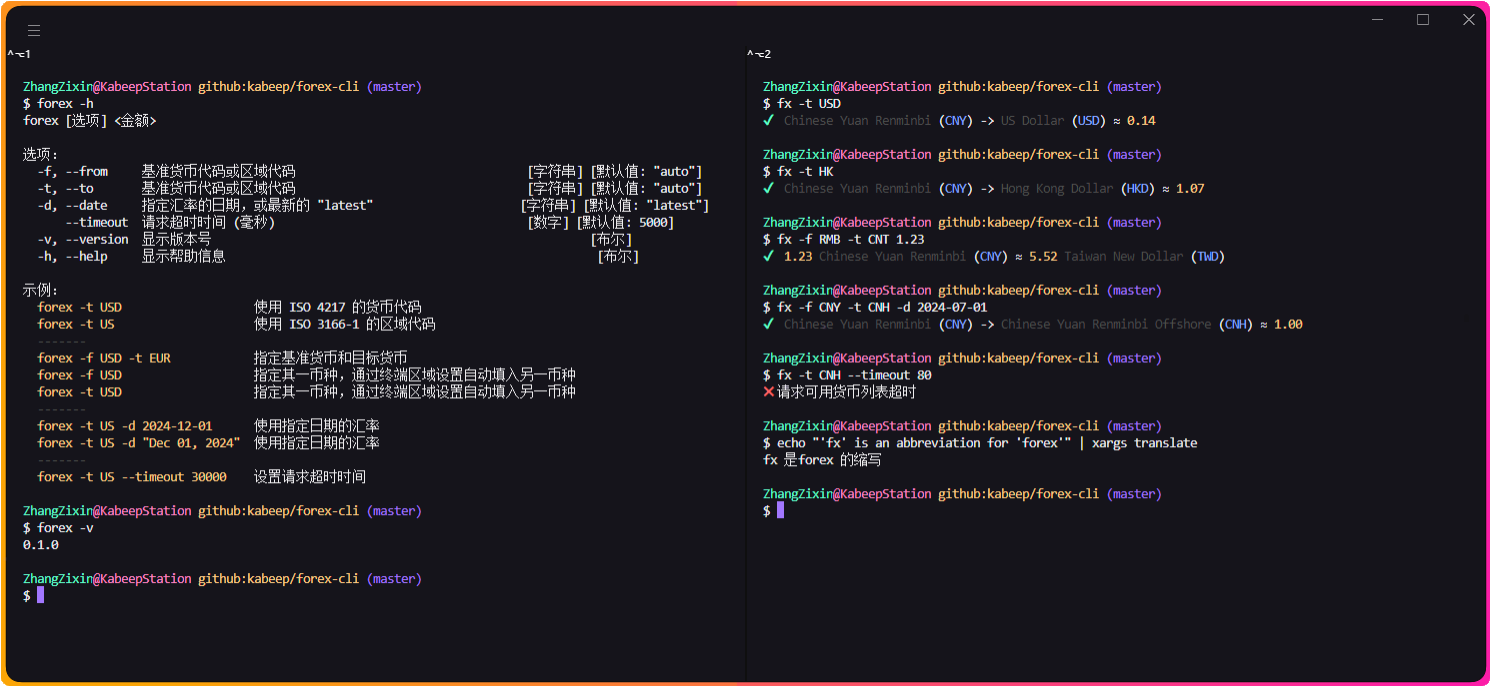 ^⌥1
ZhangZixin@KabeepStation github:kabeep/forex-cli (master)
$ forex -h
forex [选项] <金额>
选项:
-f, --from 基准货币代码或区域代码 [字符串] [默认值: "auto"]
-t, --to 基准货币代码或区域代码 [字符串] [默认值: "auto"]
-d, --date 指定汇率的日期，或最新的 "latest" [字符串] [默认值: "latest"]
--timeout 请求超时时间 (毫秒) [数字] [默认值: 5000]
-v, --version 显示版本号 [布尔]
-h, --help 显示帮助信息 [布尔]
示例:
forex -t USD 使用 ISO 4217 的货币代码
forex -t US 使用 ISO 3166-1 的区域代码
-------
forex -f USD -t EUR 指定基准货币和目标货币
forex -f USD 指定其一币种，通过终端区域设置自动填入另一币种
forex -t USD 指定其一币种，通过终端区域设置自动填入另一币种
-------
forex -t US -d 2024-12-01 使用指定日期的汇率
forex -t US -d "Dec 01, 2024" 使用指定日期的汇率
-------
forex -t US --timeout 30000 设置请求超时时间
ZhangZixin@KabeepStation github:kabeep/forex-cli (master)
$ forex -v
0.1.0
ZhangZixin@KabeepStation github:kabeep/forex-cli (master)
$
^⌥2
ZhangZixin@KabeepStation github:kabeep/forex-cli (master)
$ fx -t USD
✔ Chinese Yuan Renminbi (CNY) -> US Dollar (USD) ≈ 0.14
ZhangZixin@KabeepStation github:kabeep/forex-cli (master)
$ fx -t HK
✔ Chinese Yuan Renminbi (CNY) -> Hong Kong Dollar (HKD) ≈ 1.07
ZhangZixin@KabeepStation github:kabeep/forex-cli (master)
$ fx -f RMB -t CNT 1.23
✔ 1.23 Chinese Yuan Renminbi (CNY) ≈ 5.52 Taiwan New Dollar (TWD)
ZhangZixin@KabeepStation github:kabeep/forex-cli (master)
$ fx -f CNY -t CNH -d 2024-07-01
✔ Chinese Yuan Renminbi (CNY) -> Chinese Yuan Renminbi Offshore (CNH) ≈ 1.00
ZhangZixin@KabeepStation github:kabeep/forex-cli (master)
$ fx -t CNH --timeout 80
❌请求可用货币列表超时
ZhangZixin@KabeepStation github:kabeep/forex-cli (master)
$ echo "'fx' is an abbreviation for 'forex'" | xargs translate
fx 是forex 的缩写
ZhangZixin@KabeepStation github:kabeep/forex-cli (master)
$